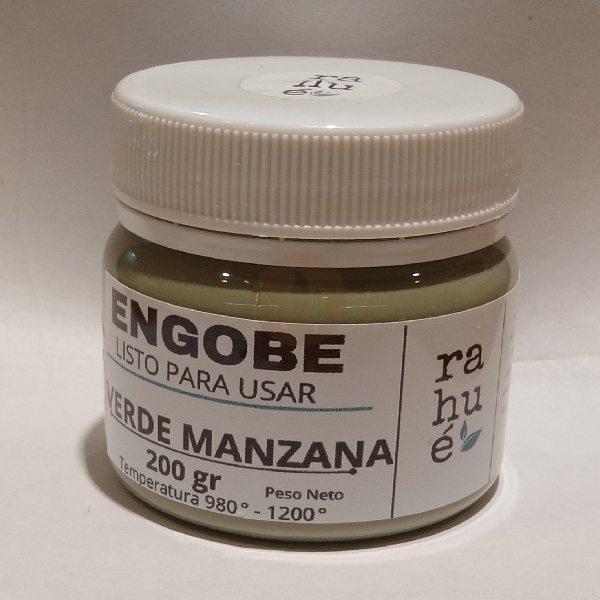 ra
hu
é
ENGOBE
LISTO PARA USAR
VERDE MANZANA
200 gr
Peso Neto
Temperatura 980° - 1200°
ra
hu
é